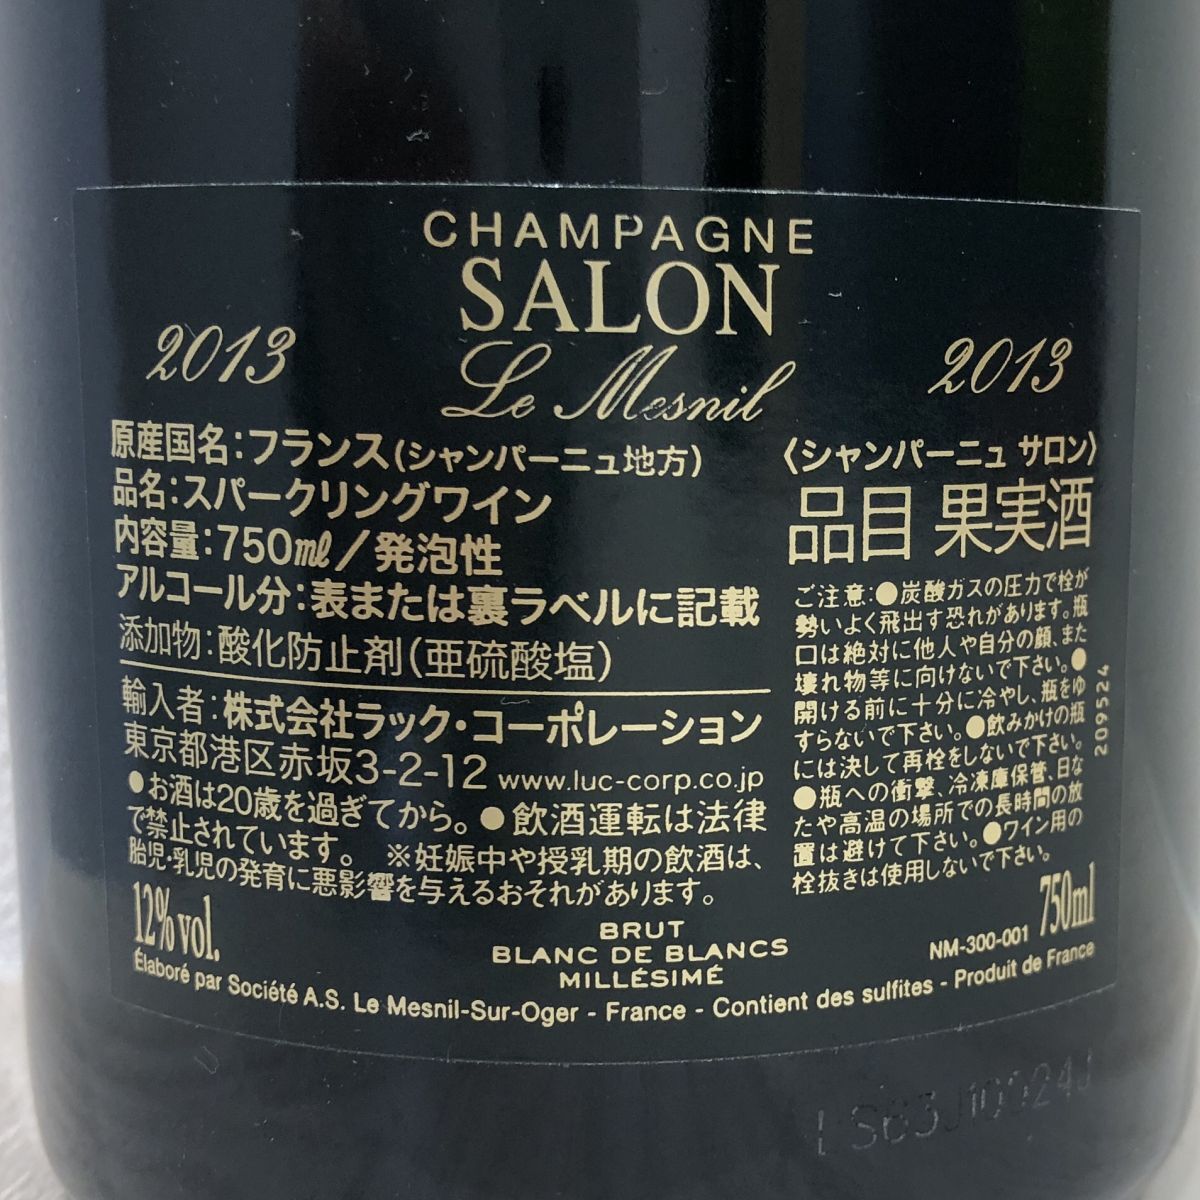 CHAMPAGNE
SALON
2013
Le Mesnil
2013
原産国名:フランス(シャンパーニュ地方)
品名:スパークリングワイン
内容量:750㎖/発泡性
アルコール分:表または裏ラベルに記載
添加物:酸化防止剤(亜硫酸塩)
輸入者:株式会社ラック・コーポレーション
東京都港区赤坂3-2-12 www.luc-corp.co.jp
●お酒は20歳を過ぎてから。●飲酒運転は法律
で禁止されています。 ※妊娠中や授乳期の飲酒は、
胎児・乳児の発育に悪影響を与えるおそれがあります。
〈シャンパーニュ サロン〉
品目 果実酒
ご注意:●炭酸ガスの圧力で栓が
勢いよく飛出す恐れがあります。瓶
口は絶対に他人や自分の顔、また
壊れ物等に向けないで下さい。●
開ける前に十分に冷やし、瓶をゆ
すらないで下さい。●飲みかけの瓶
には決して再栓をしないで下さい。
●瓶への衝撃、冷凍庫保管、日な
たや高温の場所での長時間の放
置は避けて下さい。●ワイン用の
栓抜きは使用しないで下さい。
209524
12% vol.
BRUT
BLANC DE BLANCS
MILLÉSIMÉ
NM-300-001
750ml
Élaboré par Société A.S. Le Mesnil-Sur-Oger - France - Contient des sulfites - Produit de France